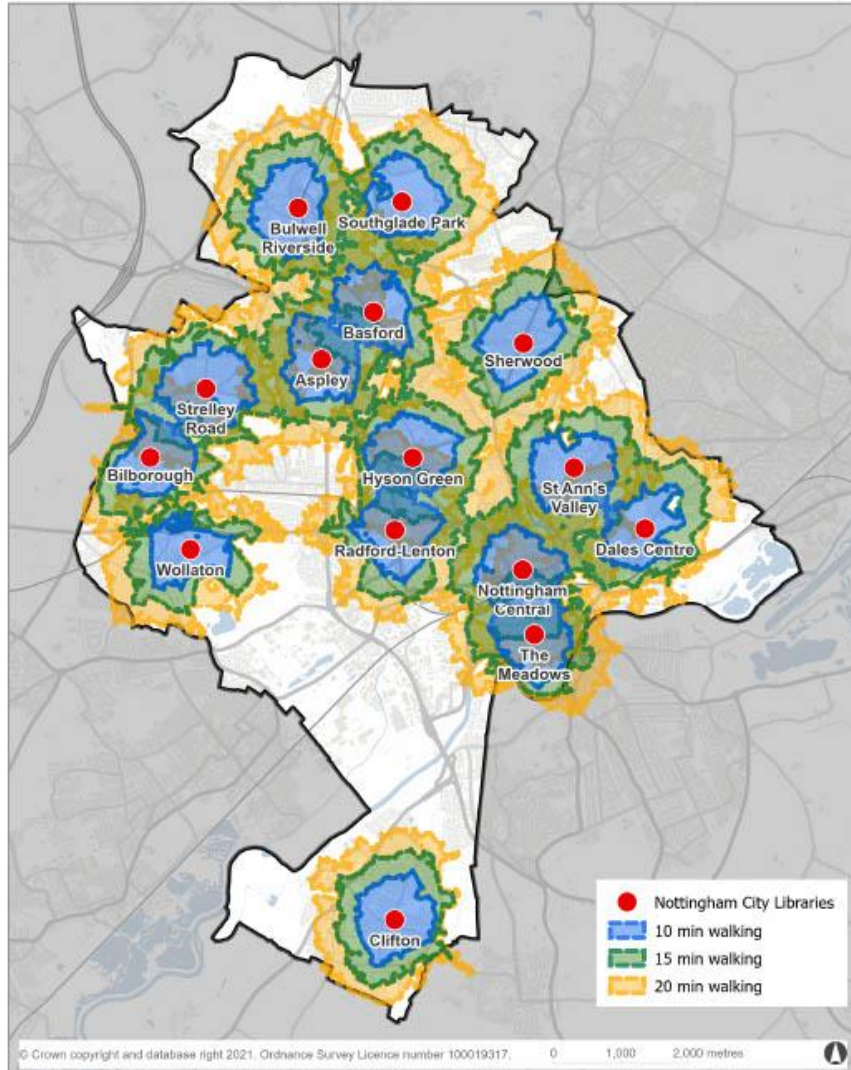 Bulwell
Riverside
Southglade Park
Basford
Sherwood
Aspley
Strelley
Road
Bilborough
Hyson Green
St Ann's
Valley
Radford-Lenton
Dales Centre
Wollaton
Nottingham
Central
The
Meadows
Clifton
Nottingham City Libraries
10 min walking
15 min walking
20 min walking
© Crown copyright and database right 2021. Ordnance Survey Licence number 100019317.
0 1,000 2,000 metres